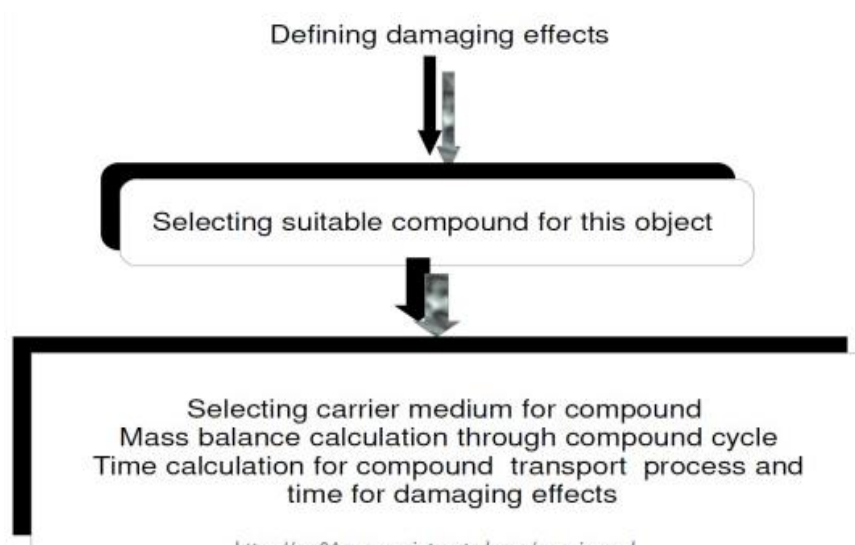 Defining damaging effects
Selecting suitable compound for this object
Selecting carrier medium for compound
Mass balance calculation through compound cycle
Time calculation for compound transport process and
time for damaging effects